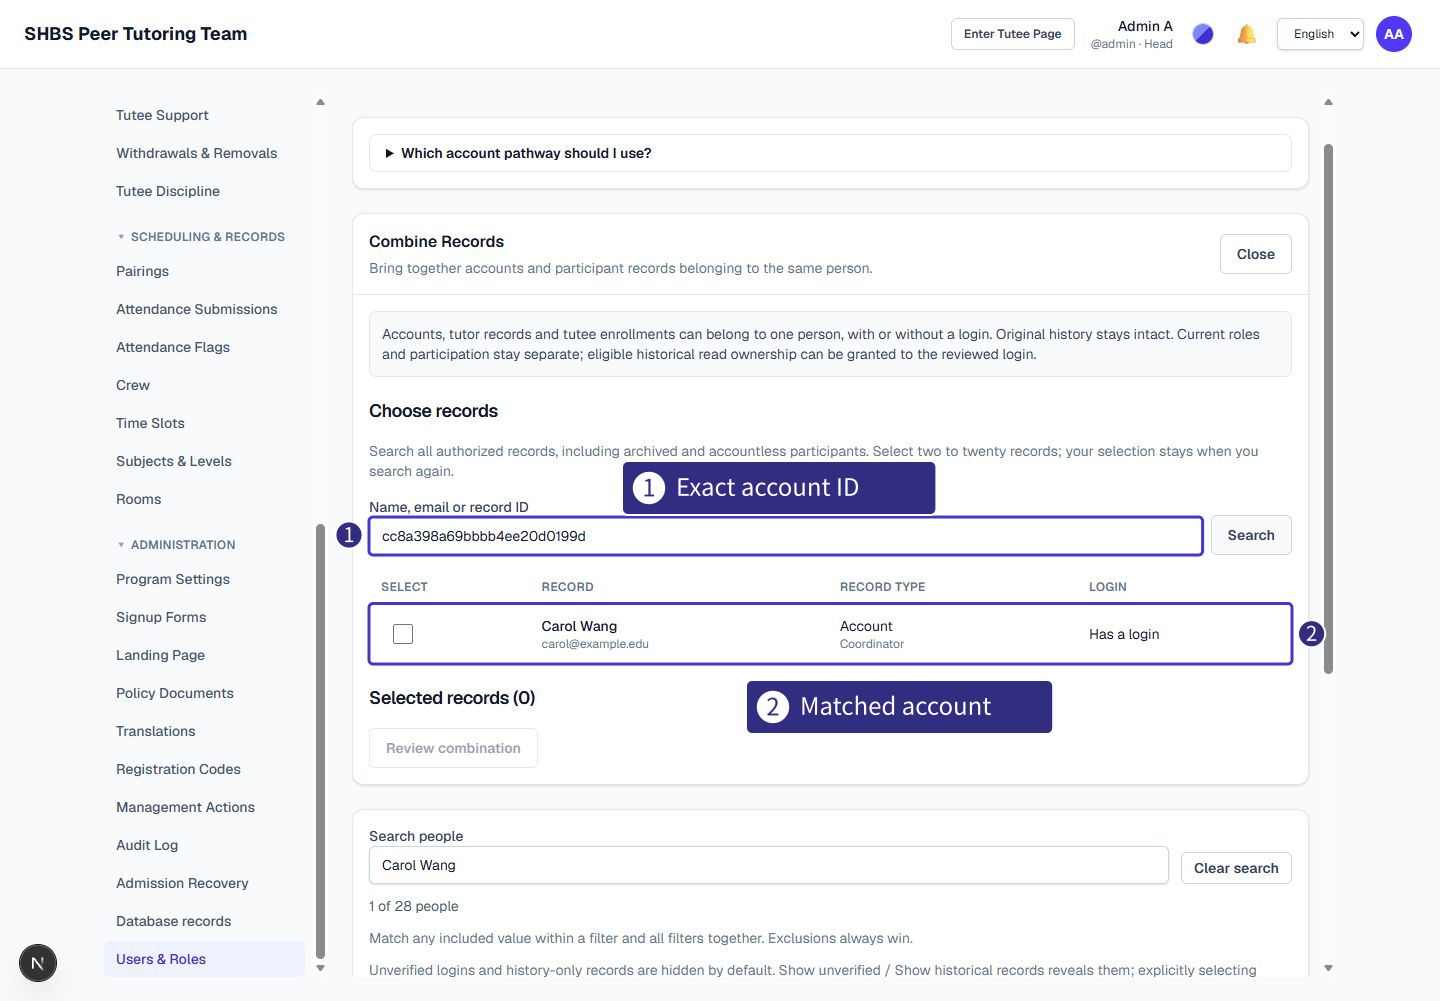 SHBS Peer Tutoring Team
Enter Tutee Page
Admin A
@admin · Head
English
AA
Tutee Support
Withdrawals & Removals
Tutee Discipline
SCHEDULING & RECORDS
Pairings
Attendance Submissions
Attendance Flags
Crew
Time Slots
Subjects & Levels
Rooms
ADMINISTRATION
Program Settings
Signup Forms
Landing Page
Policy Documents
Translations
Registration Codes
Management Actions
Audit Log
Admission Recovery
Database records
Users & Roles
N
Which account pathway should I use?
Combine Records
Bring together accounts and participant records belonging to the same person.
Close
Accounts, tutor records and tutee enrollments can belong to one person, with or without a login. Original history stays intact. Current roles
and participation stay separate; eligible historical read ownership can be granted to the reviewed login.
Choose records
Search all authorized records, including archived and accountless participants. Select two to twenty records; your selection stays when you
search again.
1 Exact account ID
Name, email or record ID
1
cc8a398a69bbbb4ee20d0199d
Search
SELECT RECORD RECORD TYPE LOGIN
Carol Wang Account Has a login
carol@example.edu Coordinator
2
Selected records (0)
2 Matched account
Review combination
Search people
Carol Wang
Clear search
1 of 28 people
Match any included value within a filter and all filters together. Exclusions always win.
Unverified logins and history-only records are hidden by default. Show unverified / Show historical records reveals them; explicitly selecting